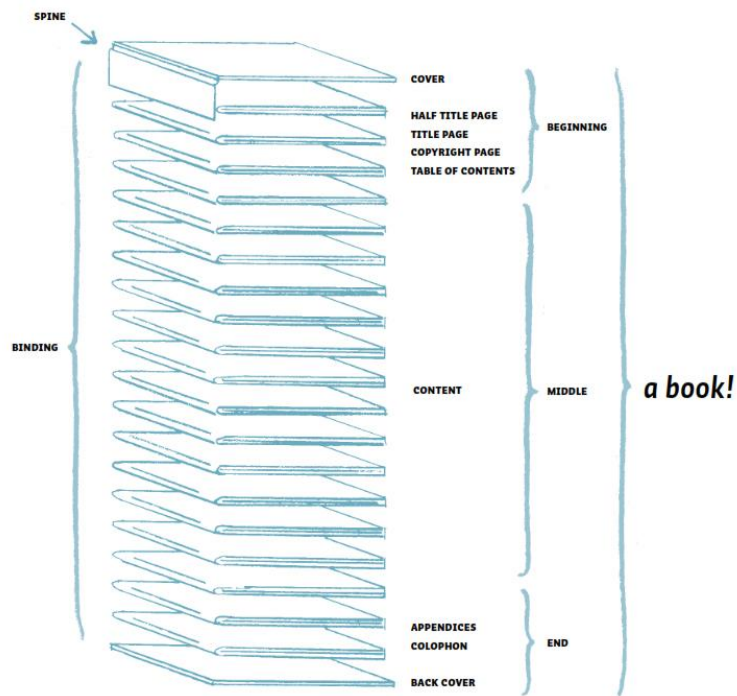 SPINE
COVER
HALF TITLE PAGE
TITLE PAGE
COPYRIGHT PAGE
TABLE OF CONTENTS
BEGINNING
BINDING
CONTENT
MIDDLE
a book!
APPENDICES
COLOPHON
END
BACK COVER